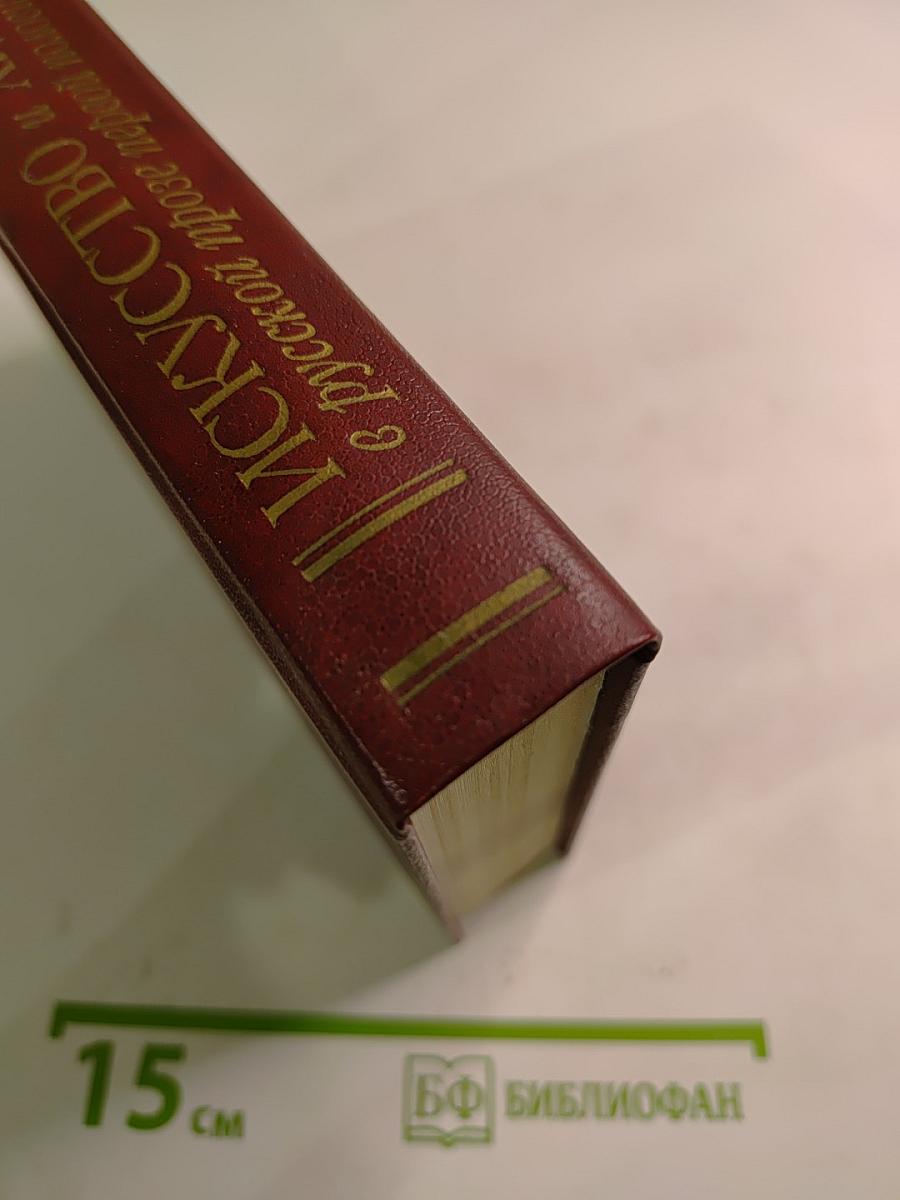 ИСКУССТВО и
в русской прозе первой
15 см
БФ БИБЛИОФАН